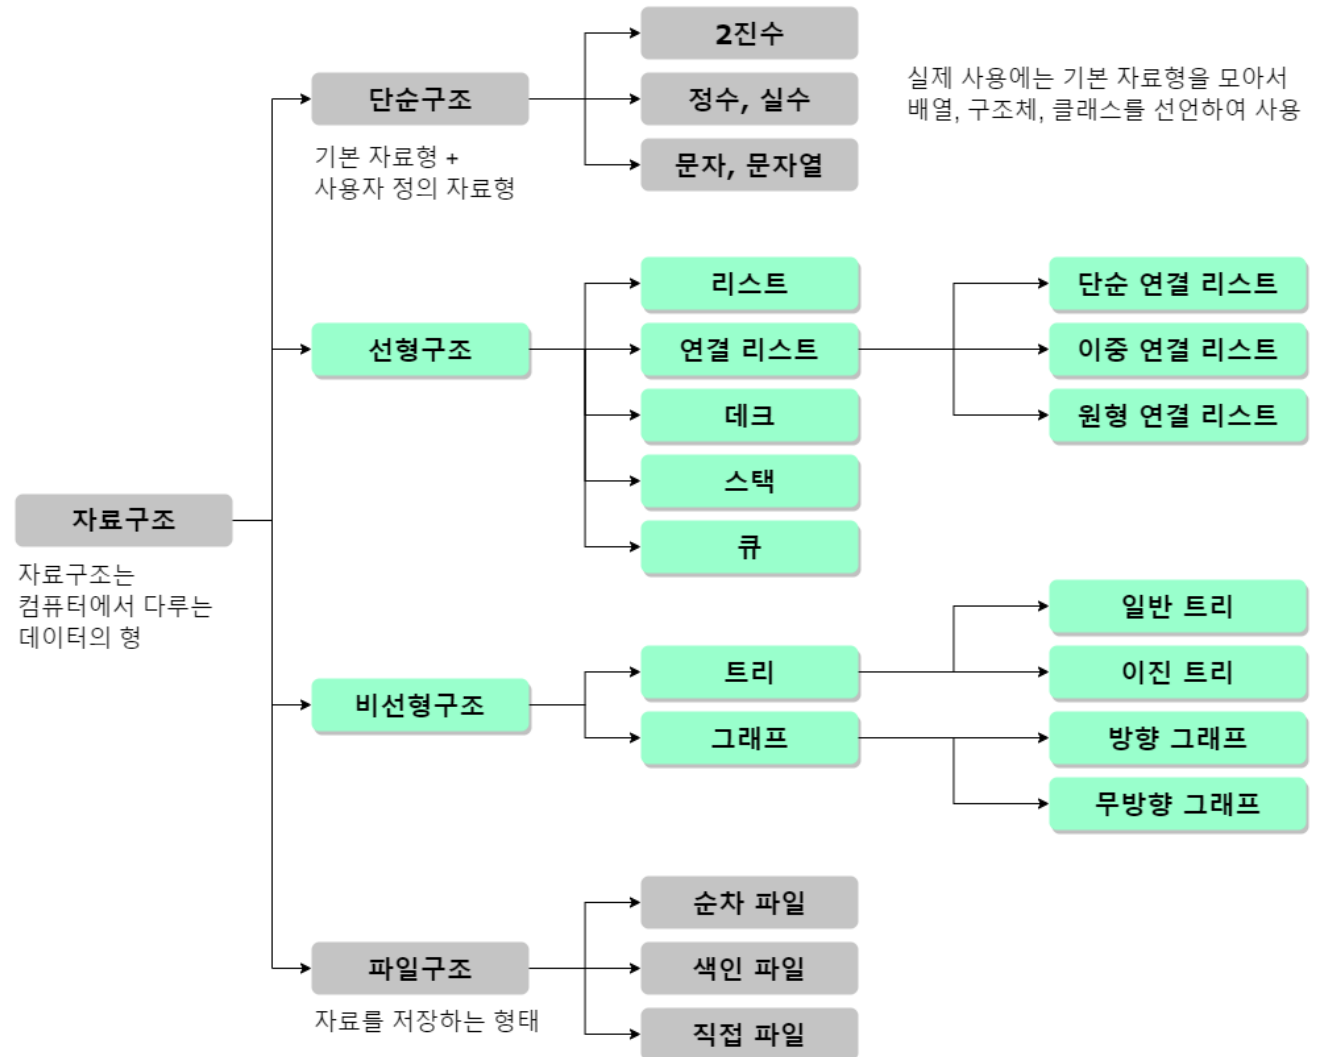 2진수
단순구조
정수, 실수
실제 사용에는 기본 자료형을 모아서
배열, 구조체, 클래스를 선언하여 사용
기본 자료형 +
사용자 정의 자료형
문자, 문자열
리스트
단순 연결 리스트
선형구조
연결 리스트
이중 연결 리스트
데크
원형 연결 리스트
스택
큐
자료구조
자료구조는
컴퓨터에서 다루는
데이터의 형
일반 트리
비선형구조
트리
이진 트리
그래프
방향 그래프
무방향 그래프
순차 파일
파일구조
색인 파일
자료를 저장하는 형태
직접 파일